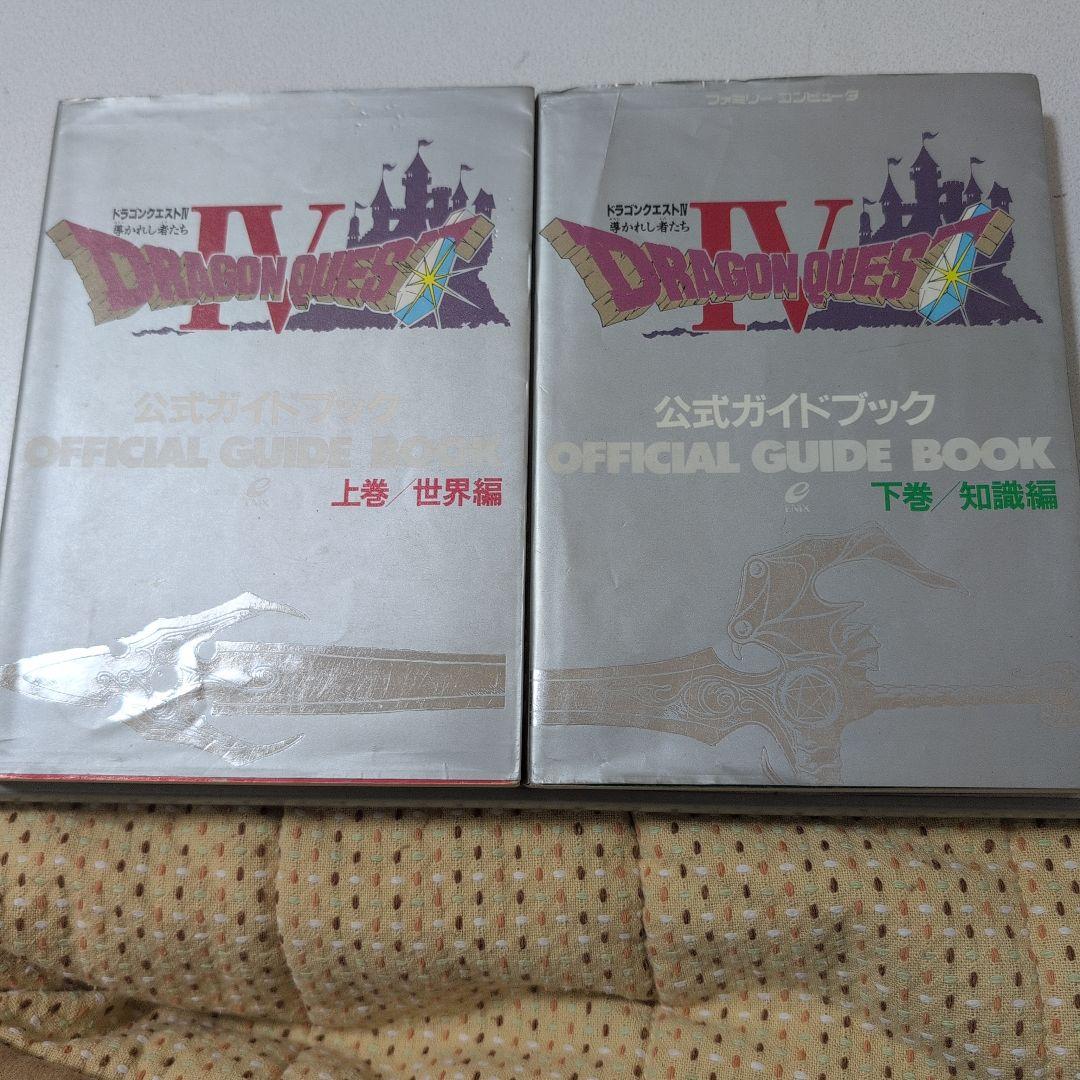 ドラゴンクエストIV
導かれし者たち
IV
DRAGON QUEST
公式ガイドブック
OFFICIAL GUIDE BOOK
上巻/世界編
ファミリーコンピュータ
ドラゴンクエストIV
導かれし者たち
IV
DRAGON QUEST
公式ガイドブック
OFFICIAL GUIDE BOOK
ENIX
下巻/知識編